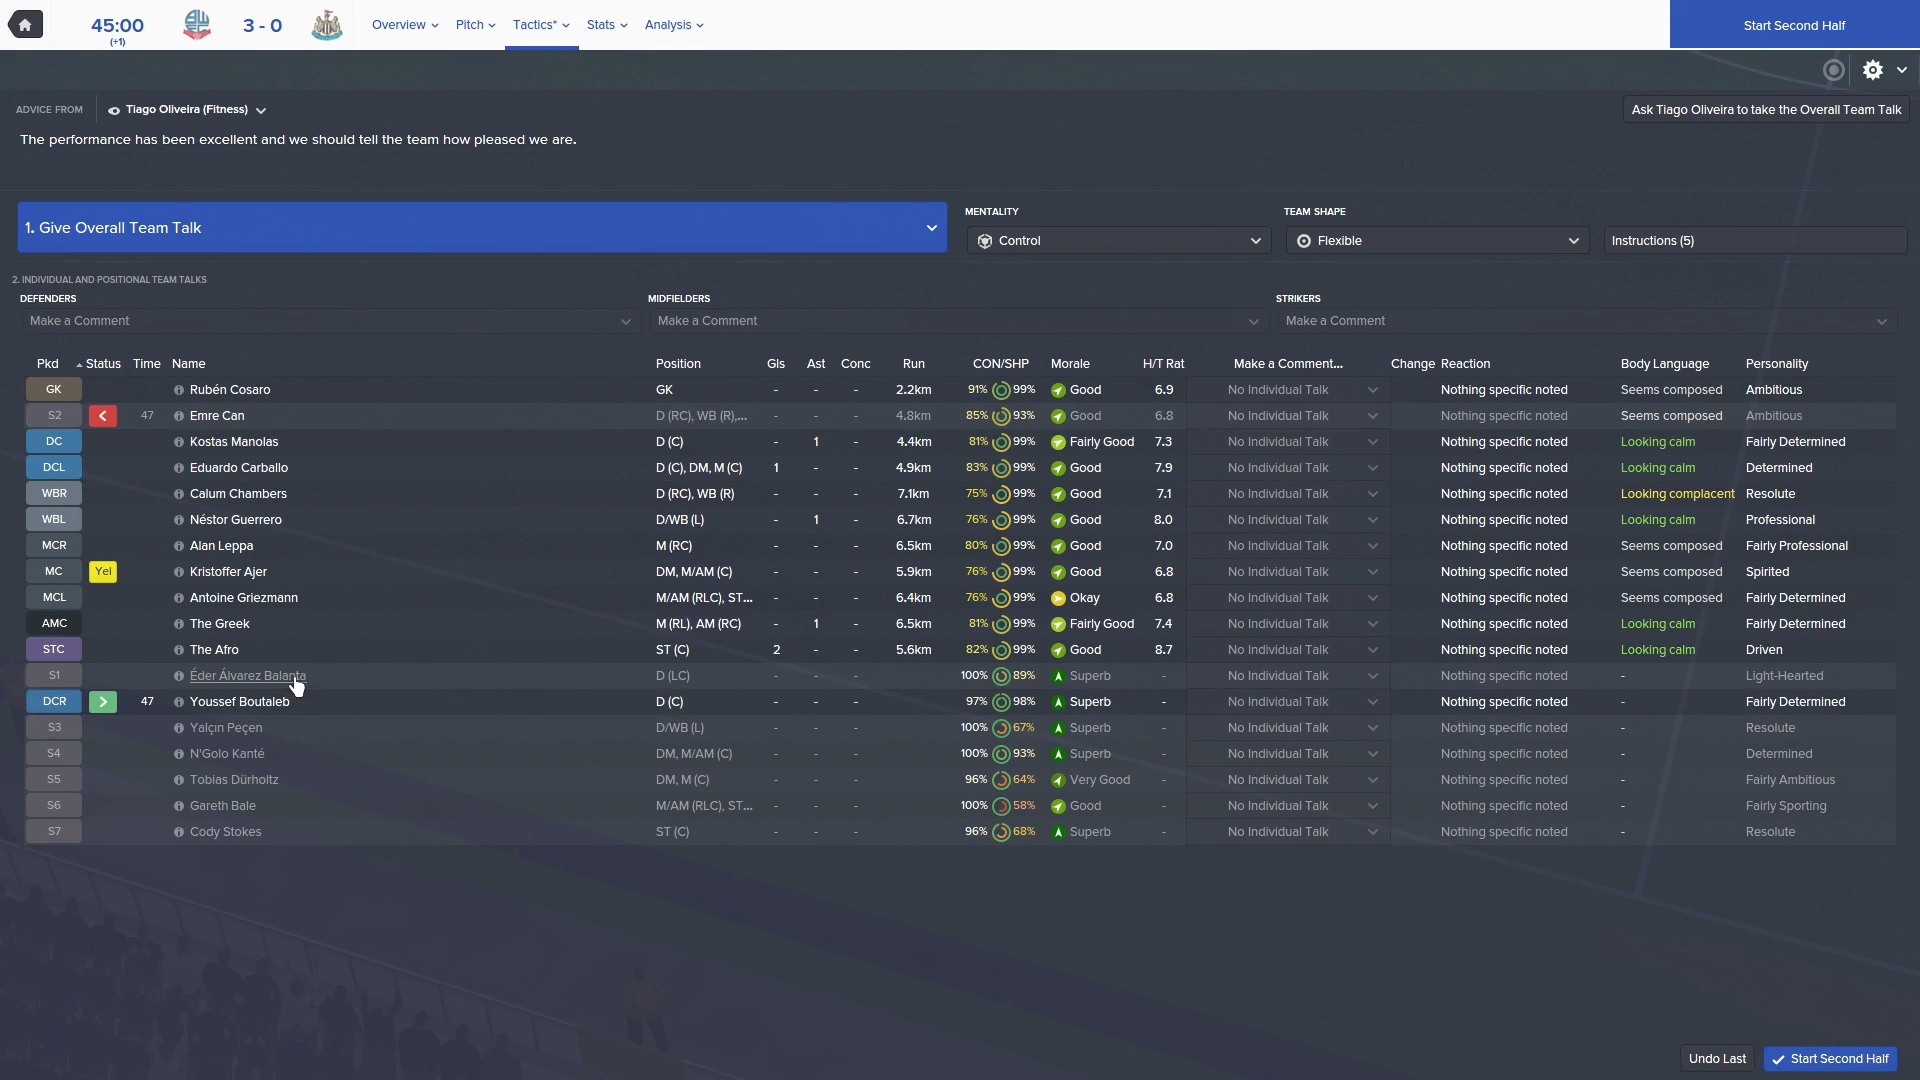 45:00
(+1)
3 - 0
Overview Pitch Tactics* Stats Analysis
Start Second Half
ADVICE FROM Tiago Oliveira (Fitness)
Ask Tiago Oliveira to take the Overall Team Talk
The performance has been excellent and we should tell the team how pleased we are.
1. Give Overall Team Talk
MENTALITY
Control
TEAM SHAPE
Flexible
Instructions (5)
2. INDIVIDUAL AND POSITIONAL TEAM TALKS
DEFENDERS MIDFIELDERS STRIKERS
Make a Comment Make a Comment Make a Comment
Pkd Status Time Name Position Gls Ast Conc Run CON/SHP Morale H/T Rat Make a Comment... Change Reaction Body Language Personality
GK Rubén Cosaro GK - - - 2.2km 91% 99% Good 6.9 No Individual Talk Nothing specific noted Seems composed Ambitious
S2 47 Emre Can D (RC), WB (R),... - - - 4.8km 85% 93% Good 6.8 No Individual Talk Nothing specific noted Seems composed Ambitious
DC Kostas Manolas D (C) - 1 - 4.4km 81% 99% Fairly Good 7.3 No Individual Talk Nothing specific noted Looking calm Fairly Determined
DCL Eduardo Carballo D (C), DM, M (C) 1 - - 4.9km 83% 99% Good 7.9 No Individual Talk Nothing specific noted Looking calm Determined
WBR Calum Chambers D (RC), WB (R) - - - 7.1km 75% 99% Good 7.1 No Individual Talk Nothing specific noted Looking complacent Resolute
WBL Néstor Guerrero D/WB (L) - 1 - 6.7km 76% 99% Good 8.0 No Individual Talk Nothing specific noted Looking calm Professional
MCR Alan Leppa M (RC) - - - 6.5km 80% 99% Good 7.0 No Individual Talk Nothing specific noted Seems composed Fairly Professional
MC Yel Kristoffer Ajer DM, M/AM (C) - - - 5.9km 76% 99% Good 6.8 No Individual Talk Nothing specific noted Seems composed Spirited
MCL Antoine Griezmann M/AM (RLC), ST... - - - 6.4km 76% 99% Okay 6.8 No Individual Talk Nothing specific noted Seems composed Fairly Determined
AMC The Greek M (RL), AM (RC) - 1 - 6.5km 81% 99% Fairly Good 7.4 No Individual Talk Nothing specific noted Looking calm Fairly Determined
STC The Afro ST (C) 2 - - 5.6km 82% 99% Good 8.7 No Individual Talk Nothing specific noted Looking calm Driven
S1 Éder Álvarez Balanta D (LC) - - - 100% 89% Superb - No Individual Talk Nothing specific noted - Light-Hearted
DCR 47 Youssef Boutaleb D (C) - - - 97% 98% Superb - No Individual Talk Nothing specific noted - Fairly Determined
S3 Yalçın Peçen D/WB (L) - - - 100% 67% Superb - No Individual Talk Nothing specific noted - Resolute
S4 N'Golo Kanté DM, M/AM (C) - - - 100% 93% Superb - No Individual Talk Nothing specific noted - Determined
S5 Tobias Dürholtz DM, M (C) - - - 96% 64% Very Good - No Individual Talk Nothing specific noted - Fairly Ambitious
S6 Gareth Bale M/AM (RLC), ST... - - - 100% 58% Good - No Individual Talk Nothing specific noted - Fairly Sporting
S7 Cody Stokes ST (C) - - - 96% 68% Superb - No Individual Talk Nothing specific noted - Resolute
Undo Last Start Second Half